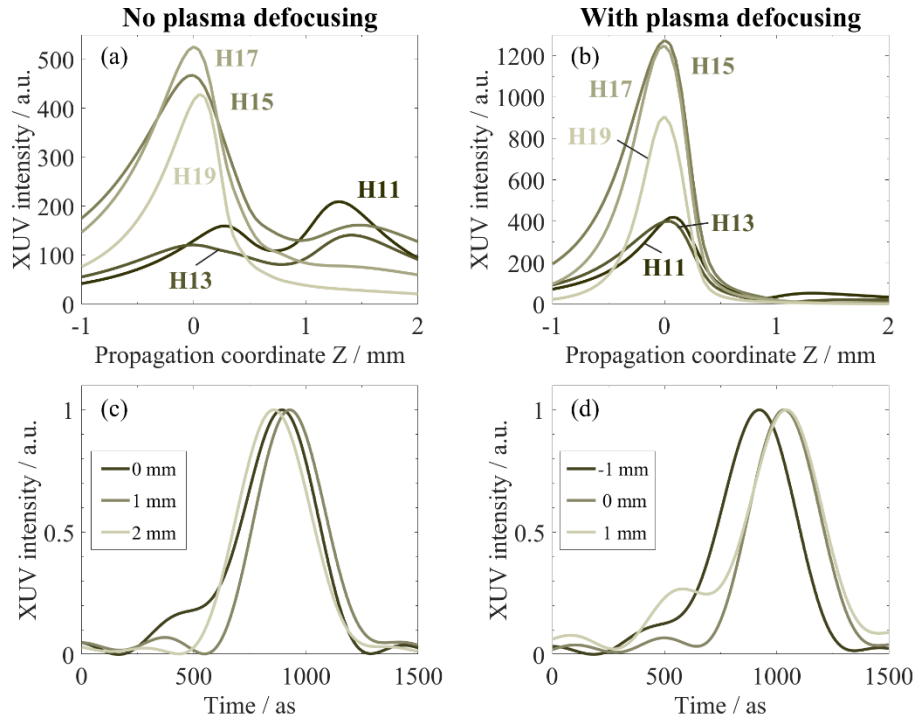 No plasma defocusing
With plasma defocusing
(a)
H17
H15
H19
H11
H13
500
400
300
200
100
0
-1
0
1
2
XUV intensity / a.u.
Propagation coordinate Z / mm
(b)
H15
H17
H19
H13
H11
1200
1000
800
600
400
200
0
-1
0
1
2
XUV intensity / a.u.
Propagation coordinate Z / mm
(c)
0 mm
1 mm
2 mm
1
0.5
0
0
500
1000
1500
XUV intensity / a.u.
Time / as
(d)
-1 mm
0 mm
1 mm
1
0.5
0
0
500
1000
1500
XUV intensity / a.u.
Time / as